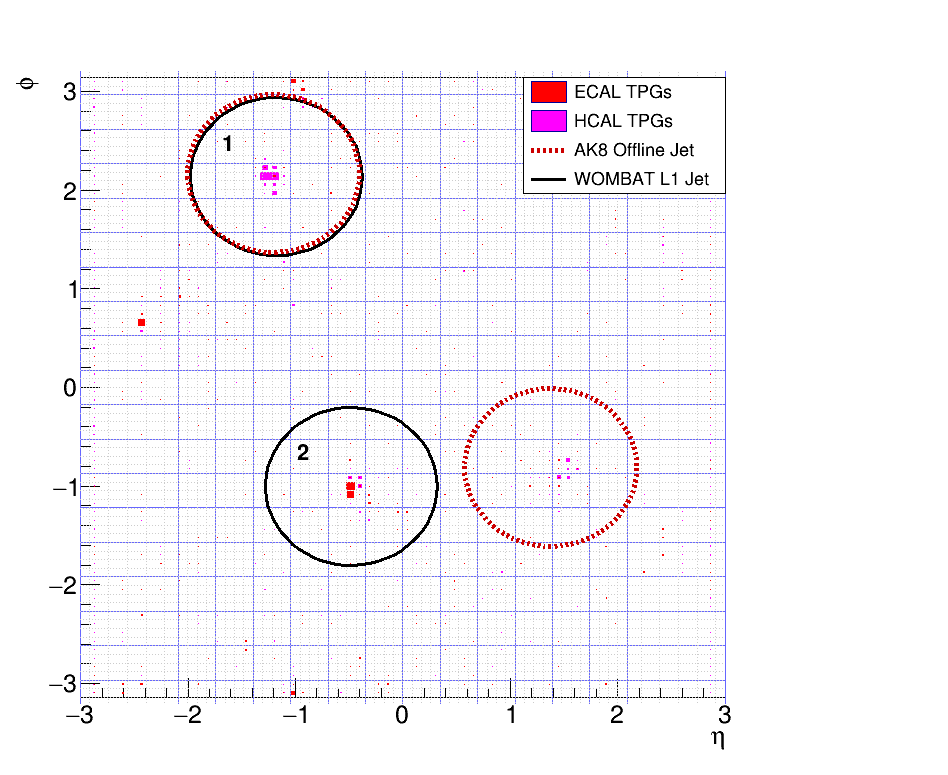 ϕ
3
2
1
0
−1
−2
−3
1
2
ECAL TPGs
HCAL TPGs
AK8 Offline Jet
WOMBAT L1 Jet
−3 −2 −1 0 1 2 3
η